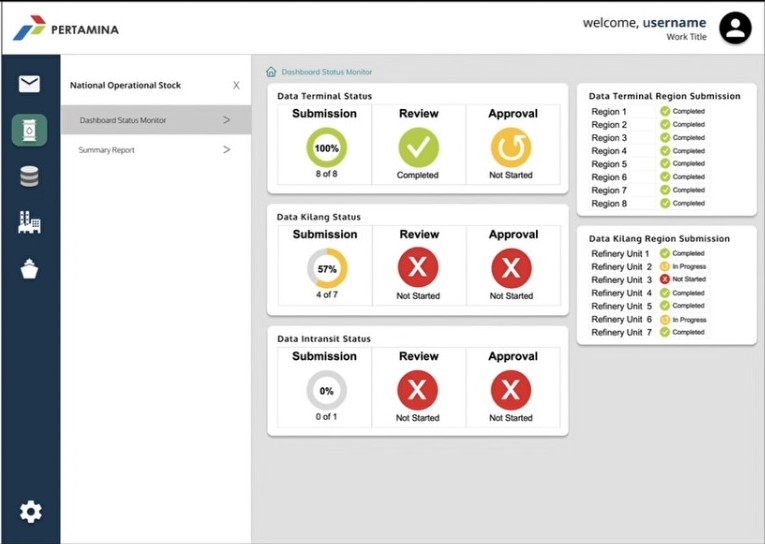 PERTAMINA
welcome, username
Work Title
National Operational Stock X
Dashboard Status Monitor >
Summary Report >
Dashboard Status Monitor
Data Terminal Status
Submission Review Approval
100%
8 of 8 Completed Not Started
Data Kilang Status
Submission Review Approval
57% X X
4 of 7 Not Started Not Started
Data Intransit Status
Submission Review Approval
0% X X
0 of 1 Not Started Not Started
Data Terminal Region Submission
Region 1 Completed
Region 2 Completed
Region 3 Completed
Region 4 Completed
Region 5 Completed
Region 6 Completed
Region 7 Completed
Region 8 Completed
Data Kilang Region Submission
Refinery Unit 1 Completed
Refinery Unit 2 In Progress
Refinery Unit 3 X Not Started
Refinery Unit 4 Completed
Refinery Unit 5 Completed
Refinery Unit 6 In Progress
Refinery Unit 7 Completed